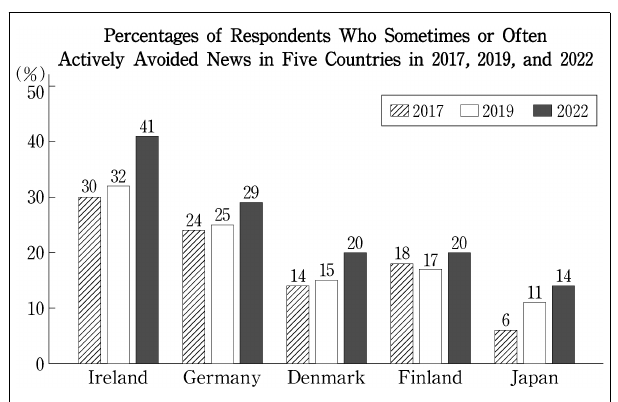 Percentages of Respondents Who Sometimes or Often
Actively Avoided News in Five Countries in 2017, 2019, and 2022
(%)
50
40
30
20
10
0
2017 2019 2022
30 32 41
24 25 29
14 15 20
18 17 20
6 11 14
Ireland Germany Denmark Finland Japan